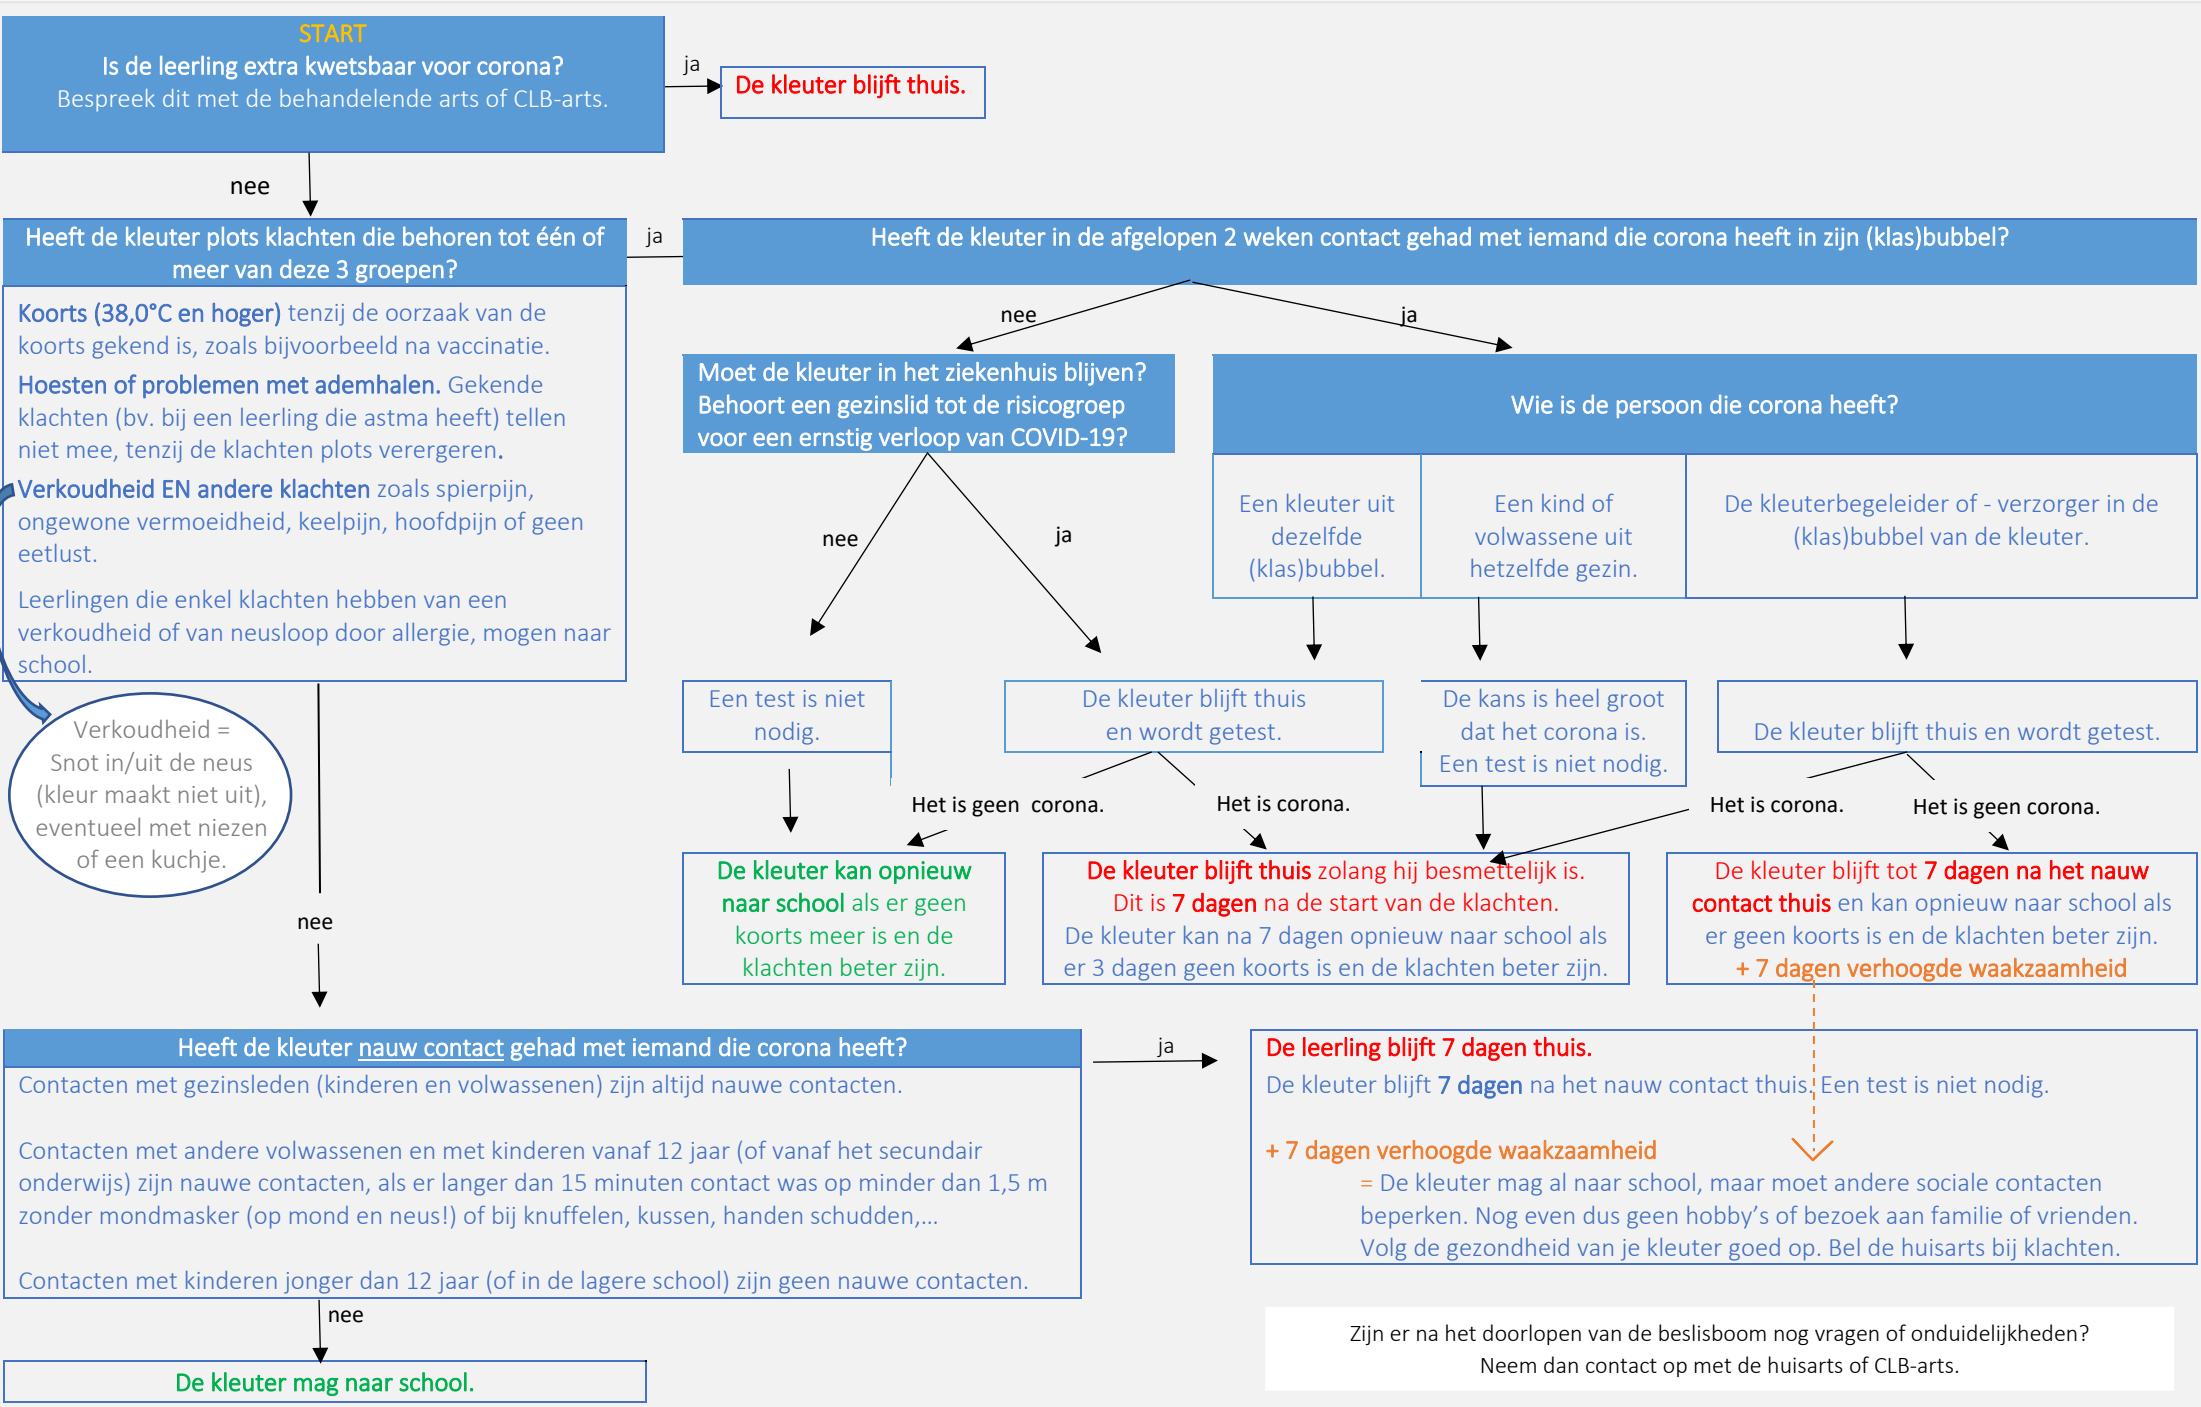 START
Is de leerling extra kwetsbaar voor corona?
Bespreek dit met de behandelende arts of CLB-arts.
ja
De kleuter blijft thuis.
nee
Heeft de kleuter plots klachten die behoren tot één of
meer van deze 3 groepen?
Koorts (38,0°C en hoger) tenzij de oorzaak van de
koorts gekend is, zoals bijvoorbeeld na vaccinatie.
Hoesten of problemen met ademhalen. Gekende
klachten (bv. bij een leerling die astma heeft) tellen
niet mee, tenzij de klachten plots verergeren.
Verkoudheid EN andere klachten zoals spierpijn,
ongewone vermoeidheid, keelpijn, hoofdpijn of geen
eetlust.
Leerlingen die enkel klachten hebben van een
verkoudheid of van neusloop door allergie, mogen naar
school.
Verkoudheid =
Snot in/uit de neus
(kleur maakt niet uit),
eventueel met niezen
of een kuchje.
ja
Heeft de kleuter in de afgelopen 2 weken contact gehad met iemand die corona heeft in zijn (klas)bubbel?
nee
ja
Moet de kleuter in het ziekenhuis blijven?
Behoort een gezinslid tot de risicogroep
voor een ernstig verloop van COVID-19?
Wie is de persoon die corona heeft?
Een kleuter uit
dezelfde
(klas)bubbel.
Een kind of
volwassene uit
hetzelfde gezin.
De kleuterbegeleider of - verzorger in de
(klas)bubbel van de kleuter.
nee
ja
Een test is niet
nodig.
De kleuter blijft thuis
en wordt getest.
De kans is heel groot
dat het corona is.
Een test is niet nodig.
De kleuter blijft thuis en wordt getest.
Het is geen corona.
Het is corona.
Het is corona.
Het is geen corona.
De kleuter kan opnieuw
naar school als er geen
koorts meer is en de
klachten beter zijn.
De kleuter blijft thuis zolang hij besmettelijk is.
Dit is 7 dagen na de start van de klachten.
De kleuter kan na 7 dagen opnieuw naar school als
er 3 dagen geen koorts is en de klachten beter zijn.
De kleuter blijft tot 7 dagen na het nauw
contact thuis en kan opnieuw naar school als
er geen koorts is en de klachten beter zijn.
+ 7 dagen verhoogde waakzaamheid
nee
Heeft de kleuter nauw contact gehad met iemand die corona heeft?
Contacten met gezinsleden (kinderen en volwassenen) zijn altijd nauwe contacten.
Contacten met andere volwassenen en met kinderen vanaf 12 jaar (of vanaf het secundair
onderwijs) zijn nauwe contacten, als er langer dan 15 minuten contact was op minder dan 1,5 m
zonder mondmasker (op mond en neus!) of bij knuffelen, kussen, handen schudden,...
Contacten met kinderen jonger dan 12 jaar (of in de lagere school) zijn geen nauwe contacten.
ja
De leerling blijft 7 dagen thuis.
De kleuter blijft 7 dagen na het nauw contact thuis. Een test is niet nodig.
+ 7 dagen verhoogde waakzaamheid
= De kleuter mag al naar school, maar moet andere sociale contacten
beperken. Nog even dus geen hobby's of bezoek aan familie of vrienden.
Volg de gezondheid van je kleuter goed op. Bel de huisarts bij klachten.
nee
De kleuter mag naar school.
Zijn er na het doorlopen van de beslisboom nog vragen of onduidelijkheden?
Neem dan contact op met de huisarts of CLB-arts.